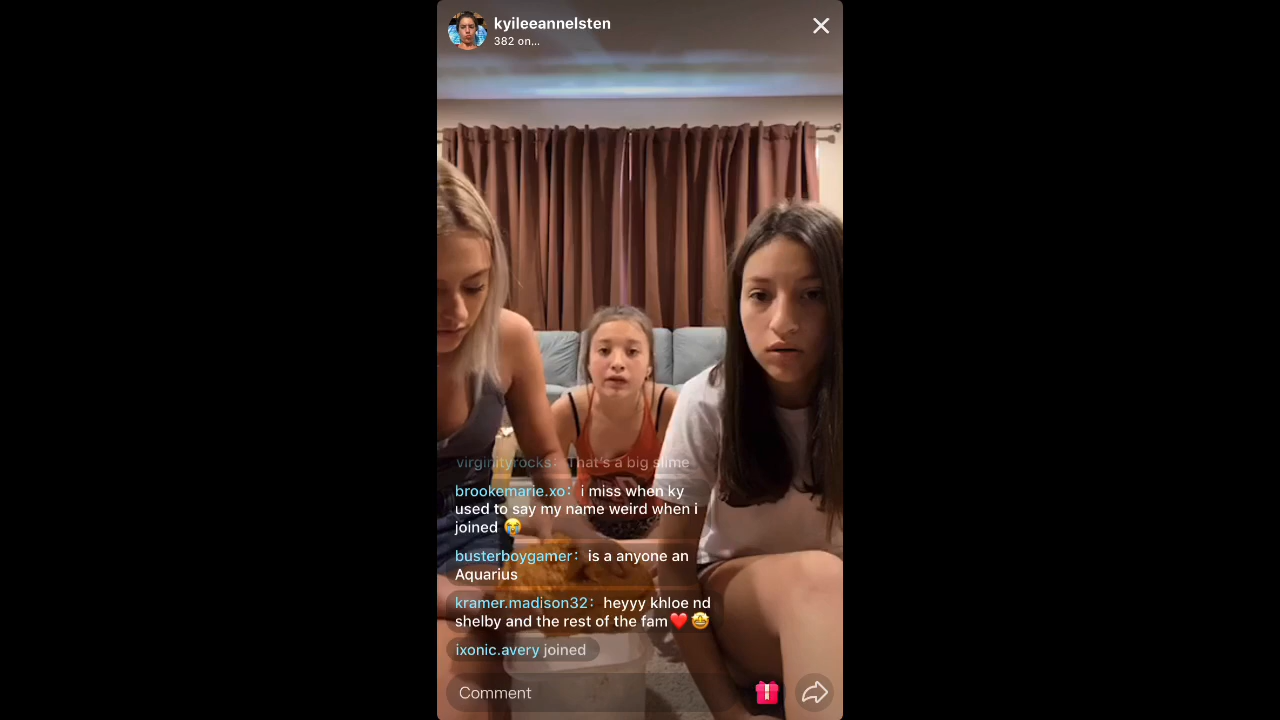 kyileeannelsten
382 on...
virginityrocks: That's a big slime
brookemarie.xo: i miss when ky
used to say my name weird when i
joined 😭
busterboygamer: is a anyone an
Aquarius
kramer.madison32: heyyy khloe nd
shelby and the rest of the fam❤️🤩
ixonic.avery joined
Comment